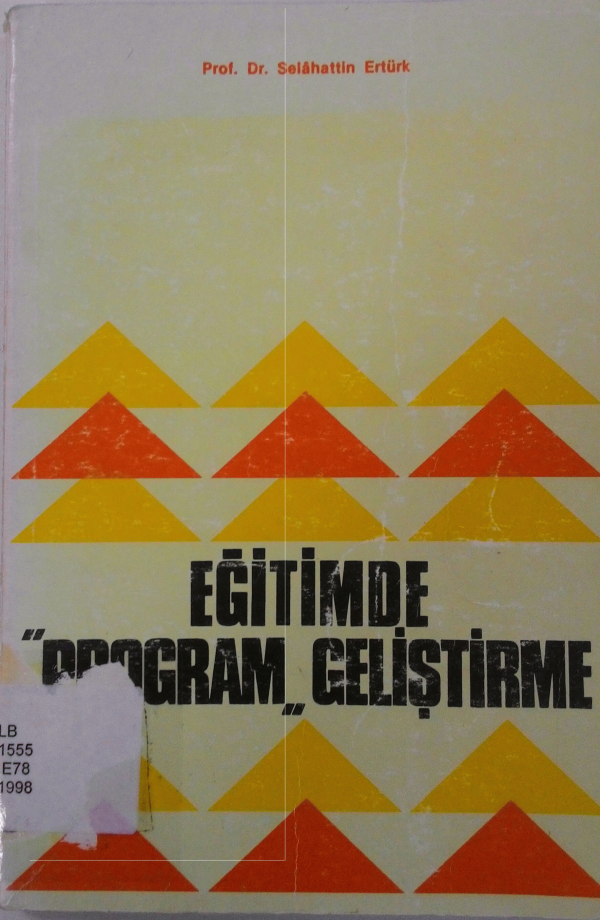 Prof. Dr. Selâhattin Ertürk
EĞİTİMDE
"PROGRAM„ GELİŞTİRME
LB
1555
E78
1998